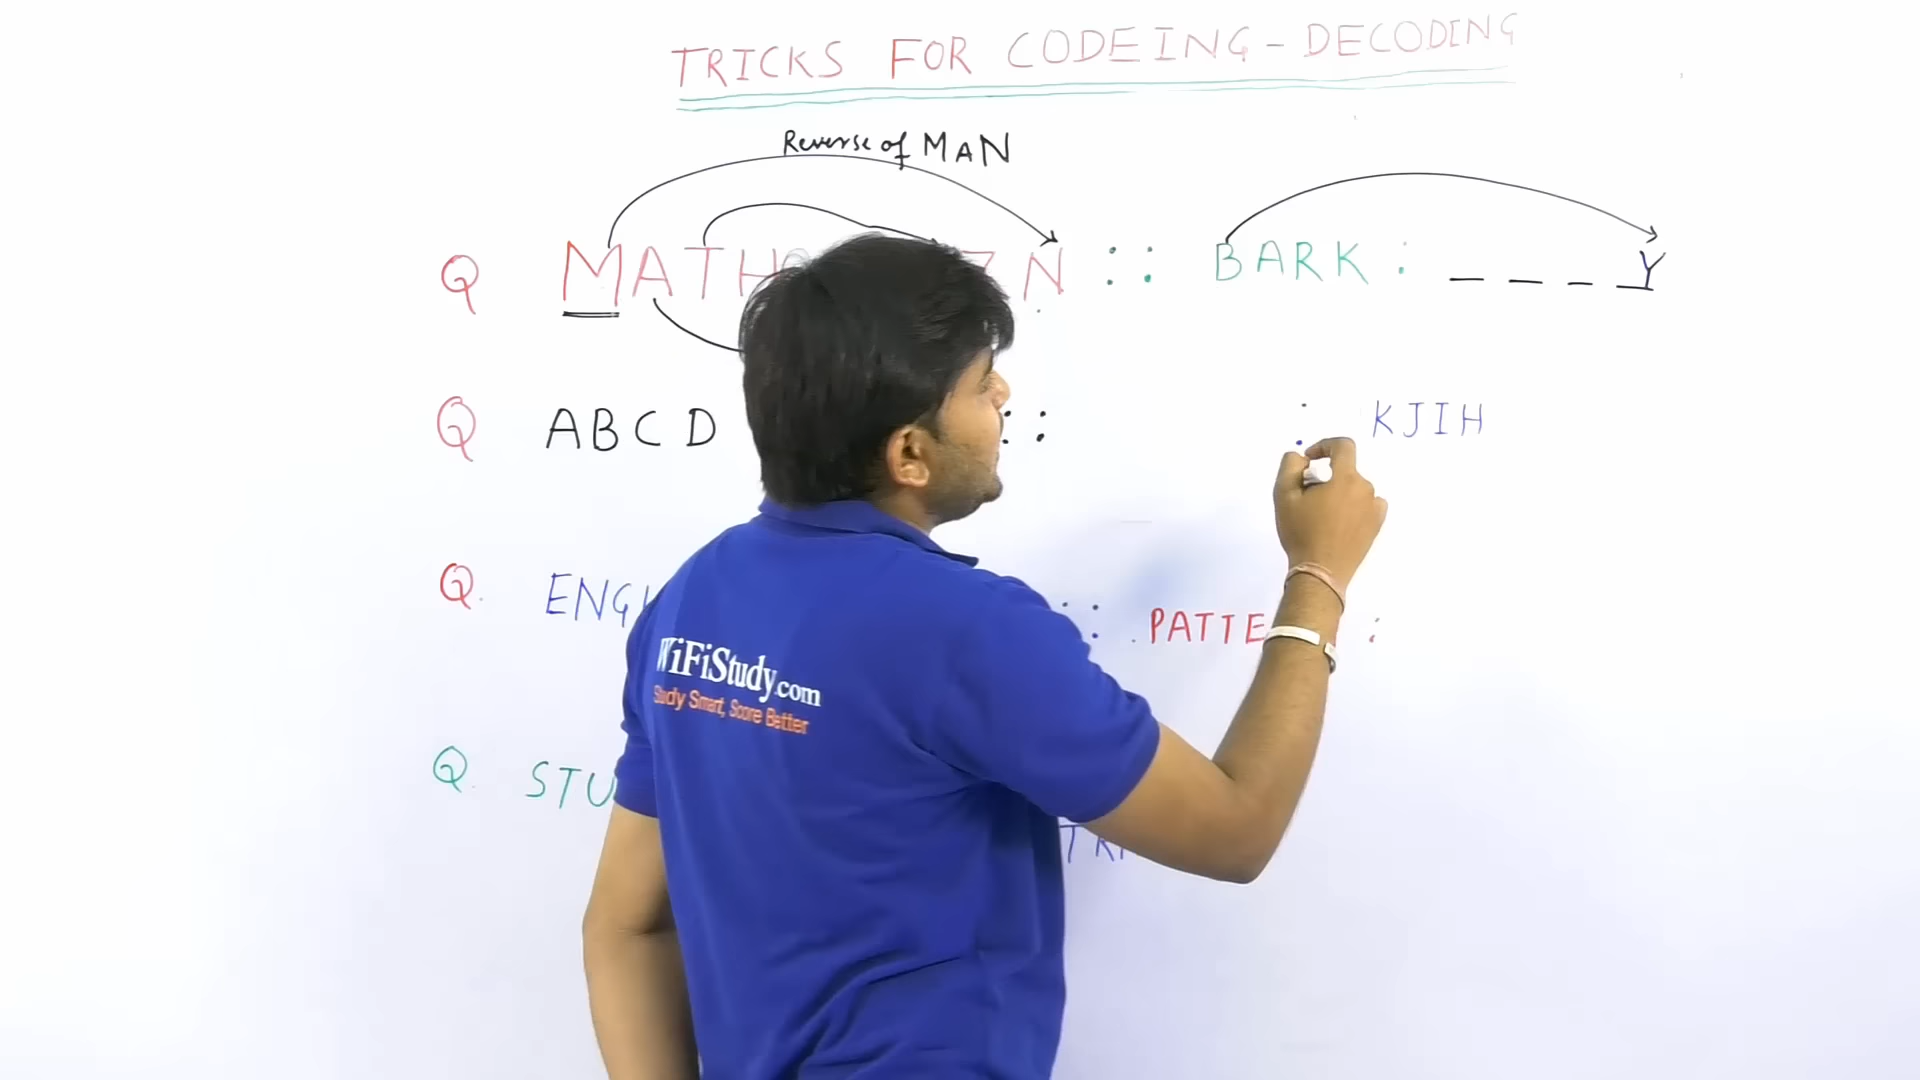 TRICKS FOR CODEING - DECODING
Reverse of MAN
Q MATH Z N :: BARK : _ _ _ Y
Q ABCD :: : KJIH
Q. ENG :: PATTE :
Q. STU
WiFiStudy.com
Study Smart, Score Better